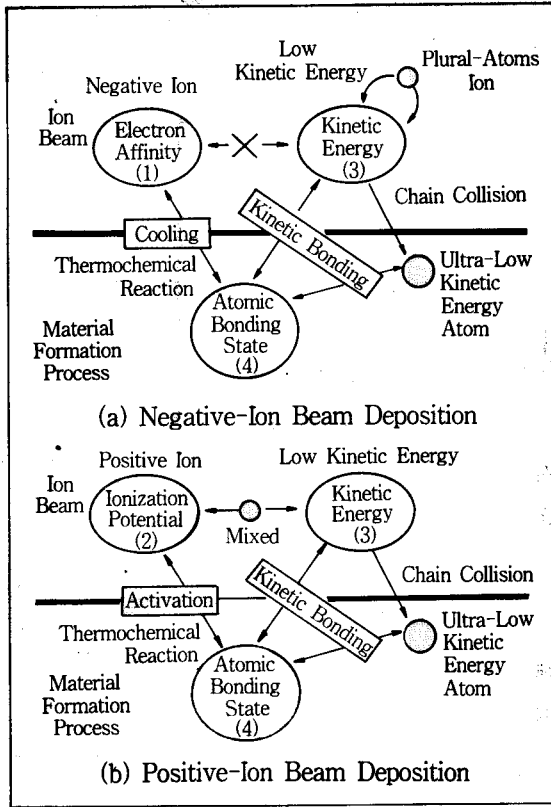 Low
Kinetic Energy
Plural-Atoms
Ion
Negative Ion
Ion
Beam
Electron
Affinity
(1)
Kinetic
Energy
(3)
Chain Collision
Cooling
Kinetic Bonding
Thermochemical
Reaction
Ultra-Low
Kinetic
Energy
Atom
Atomic
Bonding
State
(4)
Material
Formation
Process
(a) Negative-Ion Beam Deposition
Positive Ion
Low Kinetic Energy
Ion
Beam
Ionization
Potential
(2)
Mixed
Kinetic
Energy
(3)
Chain Collision
Activation
Kinetic Bonding
Thermochemical
Reaction
Ultra-Low
Kinetic
Energy
Atom
Atomic
Bonding
State
(4)
Material
Formation
Process
(b) Positive-Ion Beam Deposition